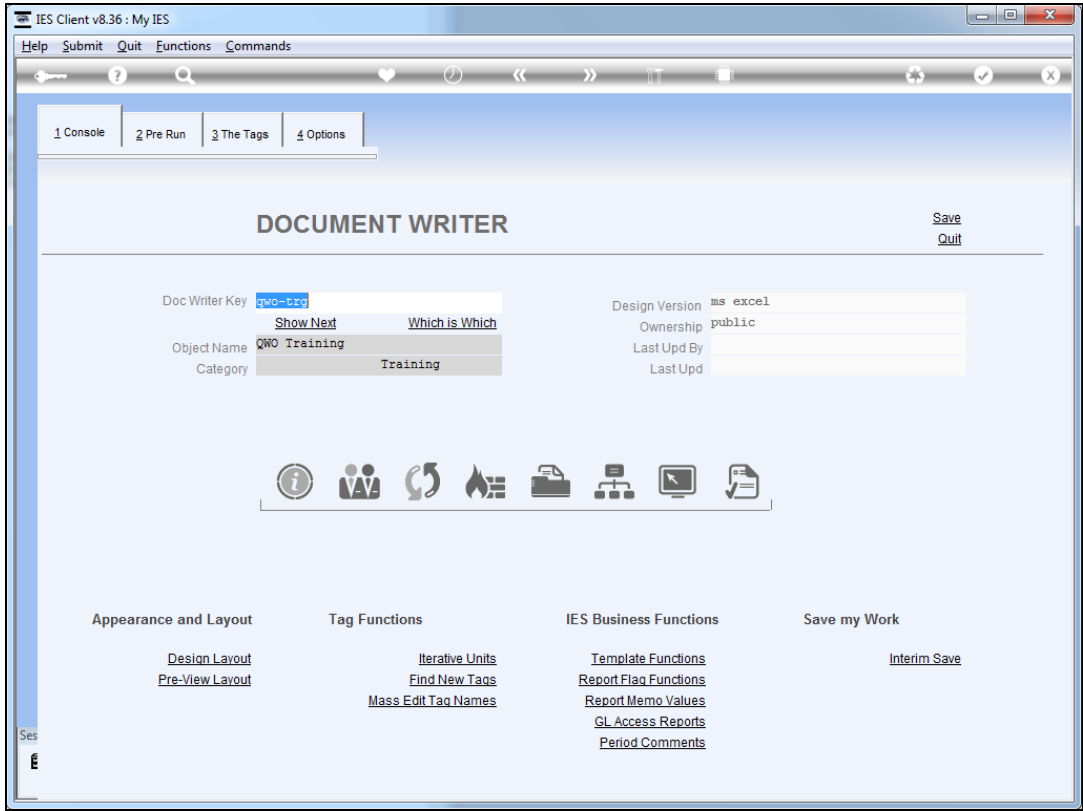 IES Client v8.36 : My IES
Help Submit Quit Functions Commands
1 Console 2 Pre Run 3 The Tags 4 Options
DOCUMENT WRITER
Save
Quit
Doc Writer Key qwo-trg
Show Next Which is Which
Object Name QWO Training
Category Training
Design Version ms excel
Ownership public
Last Upd By
Last Upd
Appearance and Layout
Design Layout
Pre-View Layout
Tag Functions
Iterative Units
Find New Tags
Mass Edit Tag Names
IES Business Functions
Template Functions
Report Flag Functions
Report Memo Values
GL Access Reports
Period Comments
Save my Work
Interim Save
Ses